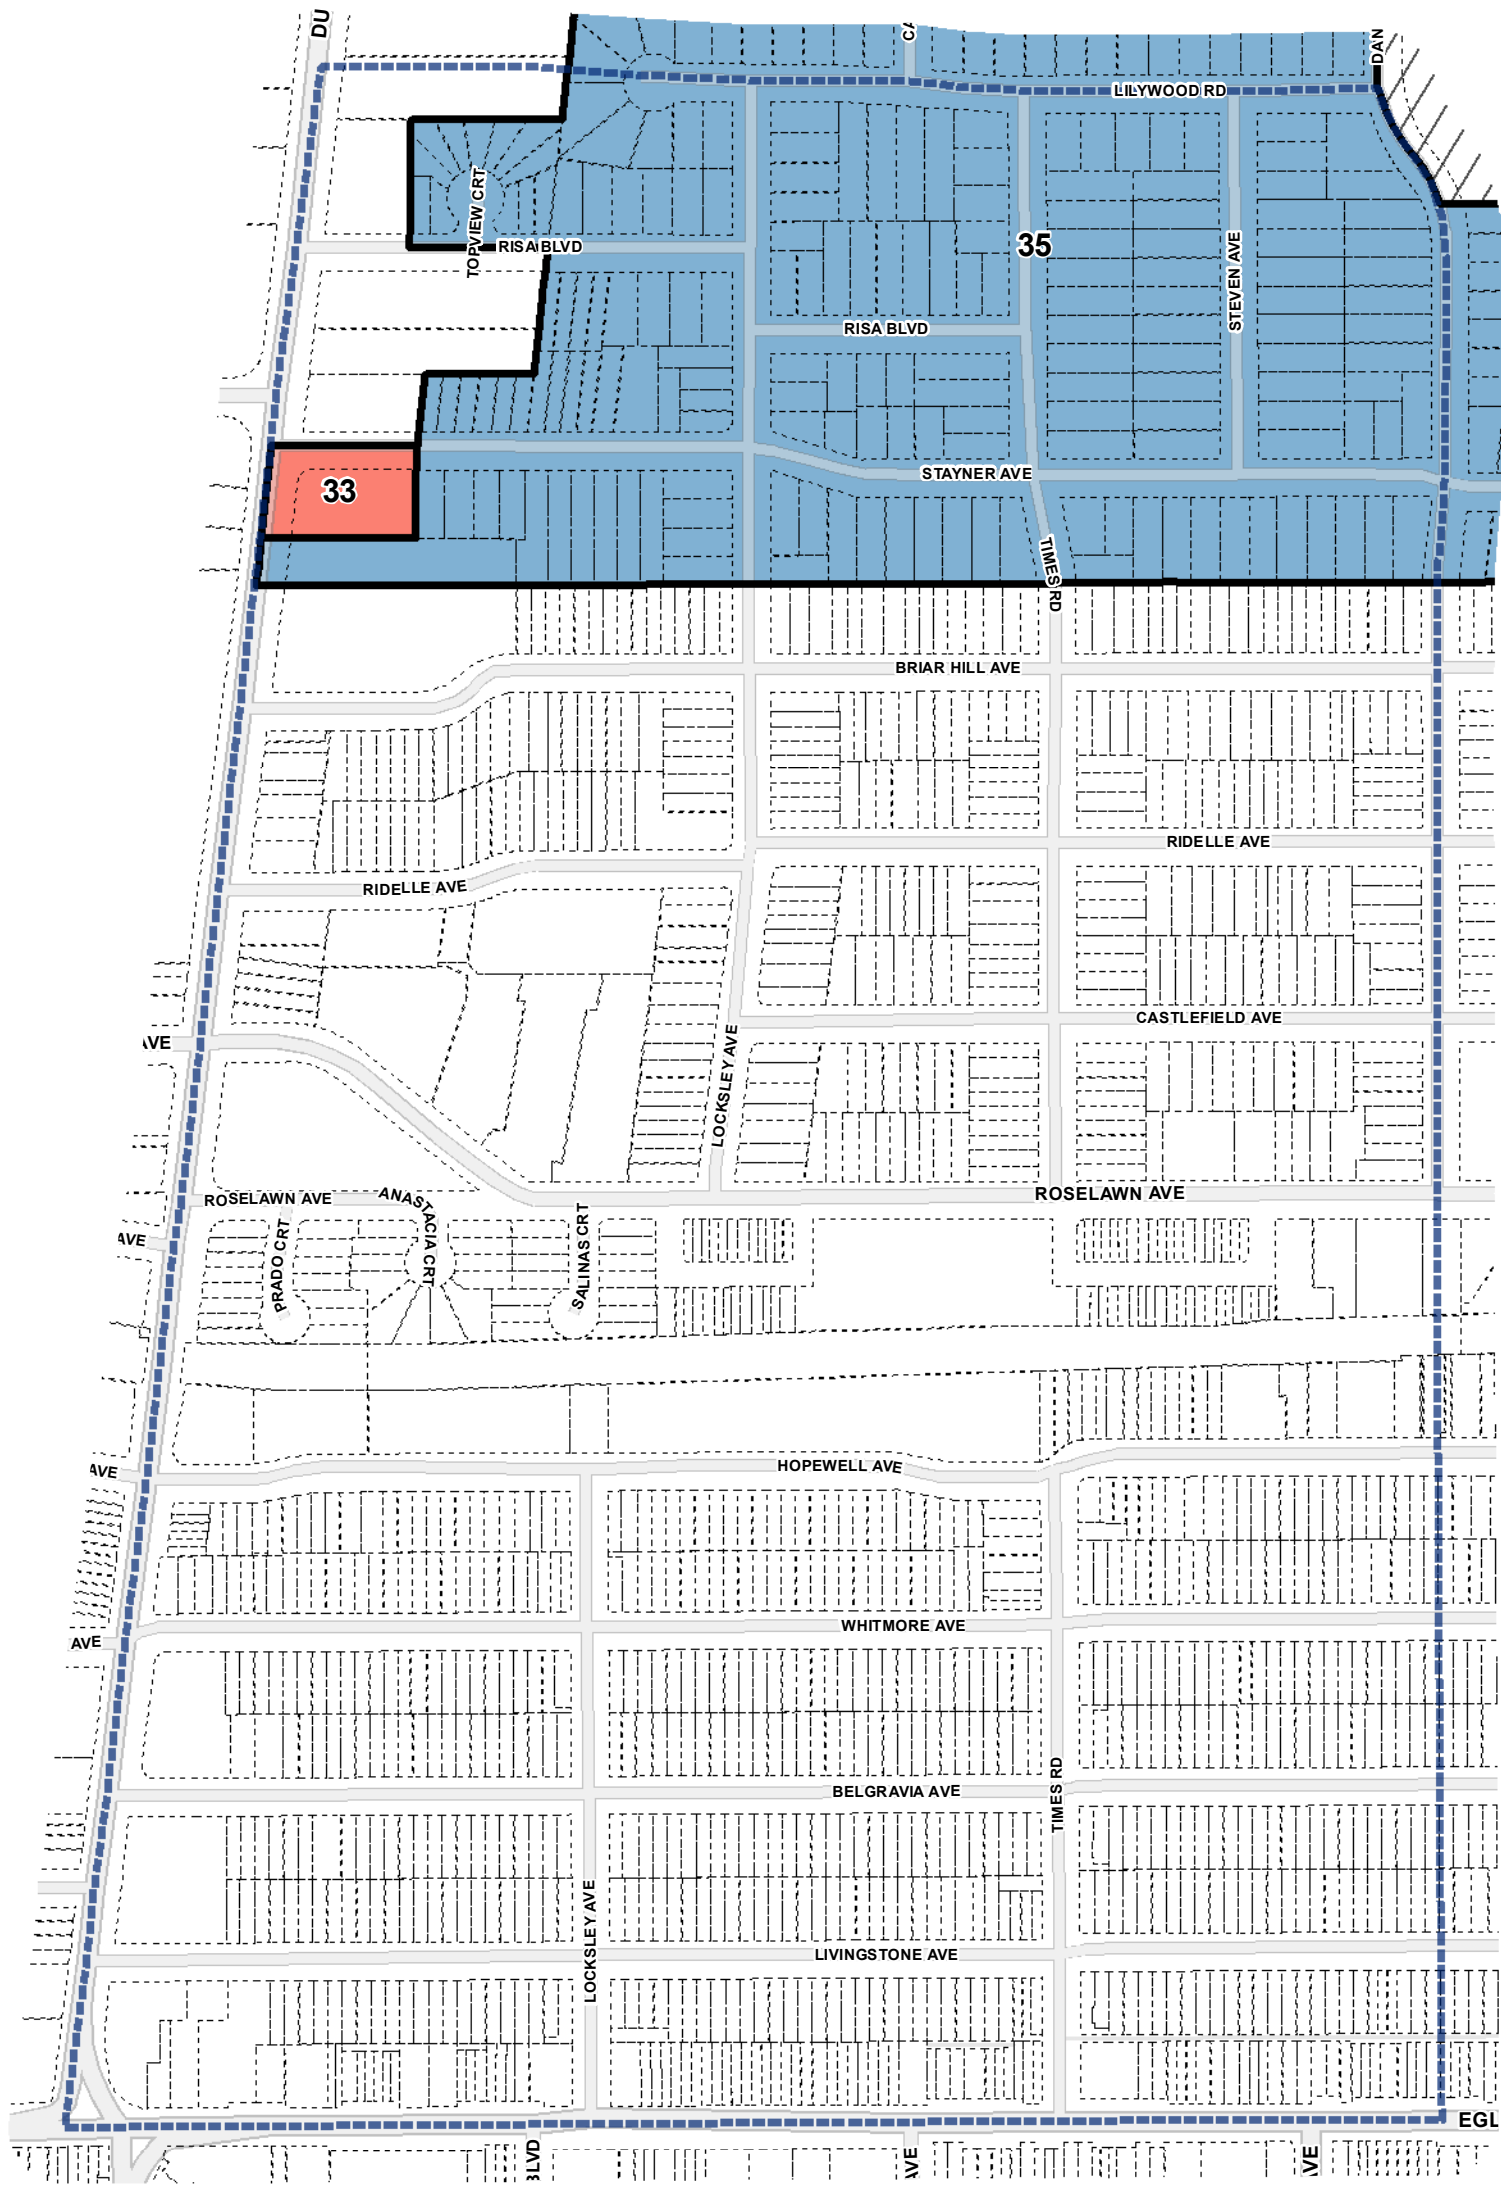 DU
CA
DAN
LILYWOOD RD
TOPVIEW CRT
RISA BLVD
35
STEVEN AVE
RISA BLVD
33
STAYNER AVE
TIMES RD
BRIAR HILL AVE
RIDELLE AVE
RIDELLE AVE
CASTLEFIELD AVE
AVE
LOCKSLEY AVE
ROSELAWN AVE
ROSELAWN AVE
ANASTACIA CRT
PRADO CRT
SALINAS CRT
AVE
HOPEWELL AVE
AVE
WHITMORE AVE
AVE
BELGRAVIA AVE
TIMES RD
LOCKSLEY AVE
LIVINGSTONE AVE
EGL
BLVD
AVE
AVE